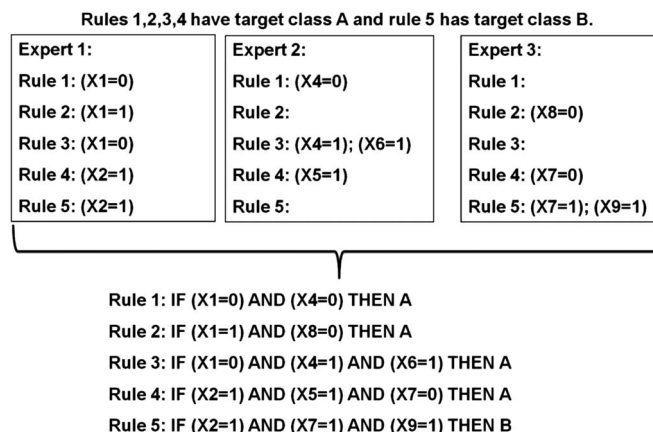 Rules 1,2,3,4 have target class A and rule 5 has target class B.
Expert 1:
Rule 1: (X1=0)
Rule 2: (X1=1)
Rule 3: (X1=0)
Rule 4: (X2=1)
Rule 5: (X2=1)
Expert 2:
Rule 1: (X4=0)
Rule 2:
Rule 3: (X4=1); (X6=1)
Rule 4: (X5=1)
Rule 5:
Expert 3:
Rule 1:
Rule 2: (X8=0)
Rule 3:
Rule 4: (X7=0)
Rule 5: (X7=1); (X9=1)
Rule 1: IF (X1=0) AND (X4=0) THEN A
Rule 2: IF (X1=1) AND (X8=0) THEN A
Rule 3: IF (X1=0) AND (X4=1) AND (X6=1) THEN A
Rule 4: IF (X2=1) AND (X5=1) AND (X7=0) THEN A
Rule 5: IF (X2=1) AND (X7=1) AND (X9=1) THEN B